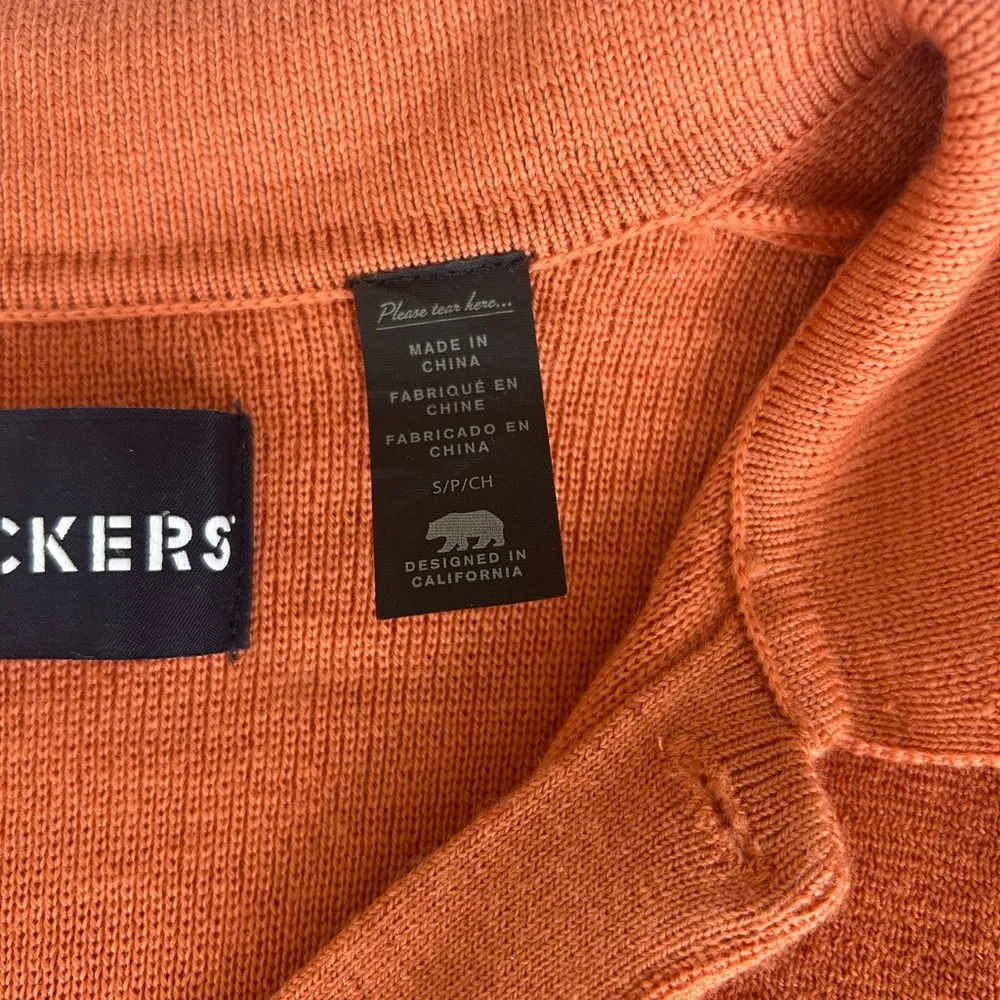 CKERS
Please tear here...
MADE IN
CHINA
FABRIQUÉ EN
CHINE
FABRICADO EN
CHINA
S/P/CH
DESIGNED IN
CALIFORNIA